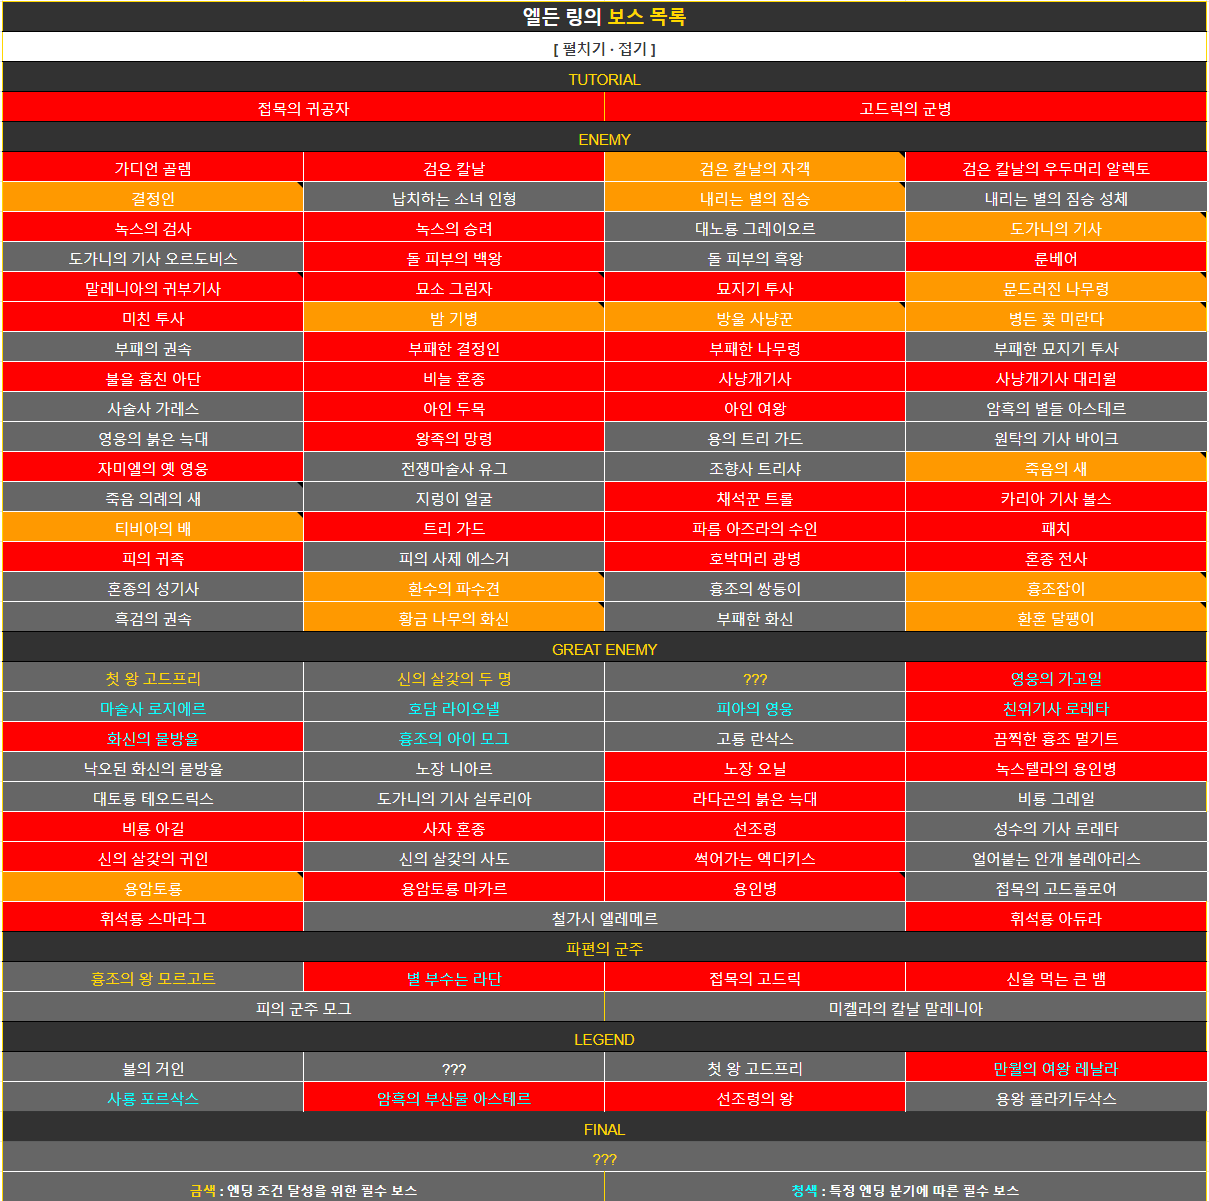 엘든 링의 보스 목록
[ 펼치기 · 접기 ]
TUTORIAL
접목의 귀공자 고드릭의 군병
ENEMY
가디언 골렘 검은 칼날 검은 칼날의 자객 검은 칼날의 우두머리 알렉토
결정인 납치하는 소녀 인형 내리는 별의 짐승 내리는 별의 짐승 성체
녹스의 검사 녹스의 승려 대노룡 그레이오르 도가니의 기사
도가니의 기사 오르도비스 돌 피부의 백왕 돌 피부의 흑왕 룬베어
말레니아의 귀부기사 묘소 그림자 묘지기 투사 문드러진 나무령
미친 투사 밤 기병 방울 사냥꾼 병든 꽃 미란다
부패의 권속 부패한 결정인 부패한 나무령 부패한 묘지기 투사
불을 훔친 아단 비늘 혼종 사냥개기사 사냥개기사 대리윌
사술사 가레스 아인 두목 아인 여왕 암흑의 별들 아스테르
영웅의 붉은 늑대 왕족의 망령 용의 트리 가드 원탁의 기사 바이크
자미엘의 옛 영웅 전쟁마술사 유그 조향사 트리샤 죽음의 새
죽음 의례의 새 지렁이 얼굴 채석꾼 트롤 카리아 기사 볼스
티비아의 배 트리 가드 파름 아즈라의 수인 패치
피의 귀족 피의 사제 에스거 호박머리 광병 혼종 전사
혼종의 성기사 환수의 파수견 흉조의 쌍둥이 흉조잡이
흑검의 권속 황금 나무의 화신 부패한 화신 환혼 달팽이
GREAT ENEMY
첫 왕 고드프리 신의 살갗의 두 명 ??? 영웅의 가고일
마술사 로지에르 호담 라이오넬 피아의 영웅 친위기사 로레타
화신의 물방울 흉조의 아이 모그 고룡 란삭스 끔찍한 흉조 멀기트
낙오된 화신의 물방울 노장 니아르 노장 오닐 녹스텔라의 용인병
대토룡 테오드릭스 도가니의 기사 실루리아 라다곤의 붉은 늑대 비룡 그레일
비룡 아길 사자 혼종 선조령 성수의 기사 로레타
신의 살갗의 귀인 신의 살갗의 사도 썩어가는 엑디키스 얼어붙는 안개 볼레아리스
용암토룡 용암토룡 마카르 용인병 접목의 고드플로어
휘석룡 스마라그 철가시 엘레메르 휘석룡 아듀라
파편의 군주
흉조의 왕 모르고트 별 부수는 라단 접목의 고드릭 신을 먹는 큰 뱀
피의 군주 모그 미켈라의 칼날 말레니아
LEGEND
불의 거인 ??? 첫 왕 고드프리 만월의 여왕 레날라
사룡 포르삭스 암흑의 부산물 아스테르 선조령의 왕 용왕 플라키두삭스
FINAL
???
금색 : 엔딩 조건 달성을 위한 필수 보스 청색 : 특정 엔딩 분기에 따른 필수 보스